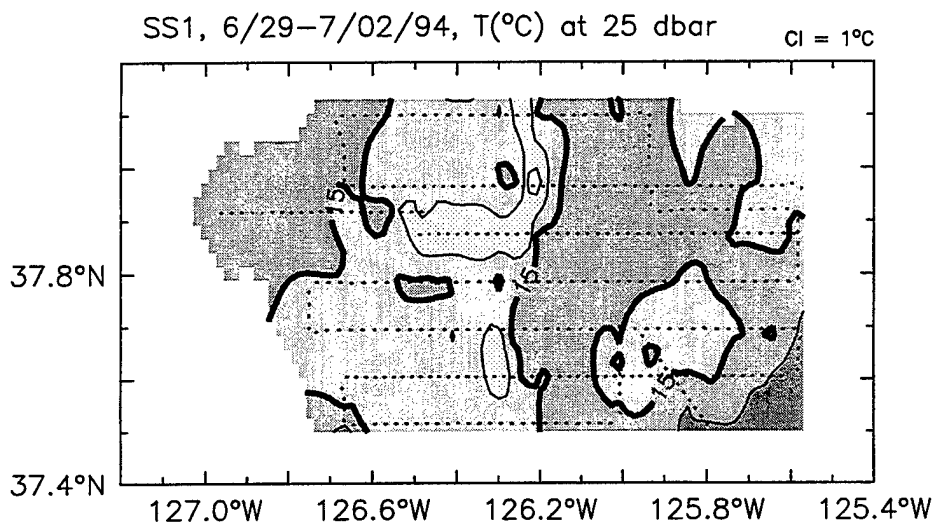 SS1, 6/29–7/02/94, T(°C) at 25 dbar
CI = 1°C
15
15
15
37.8°N
37.4°N
127.0°W 126.6°W 126.2°W 125.8°W 125.4°W